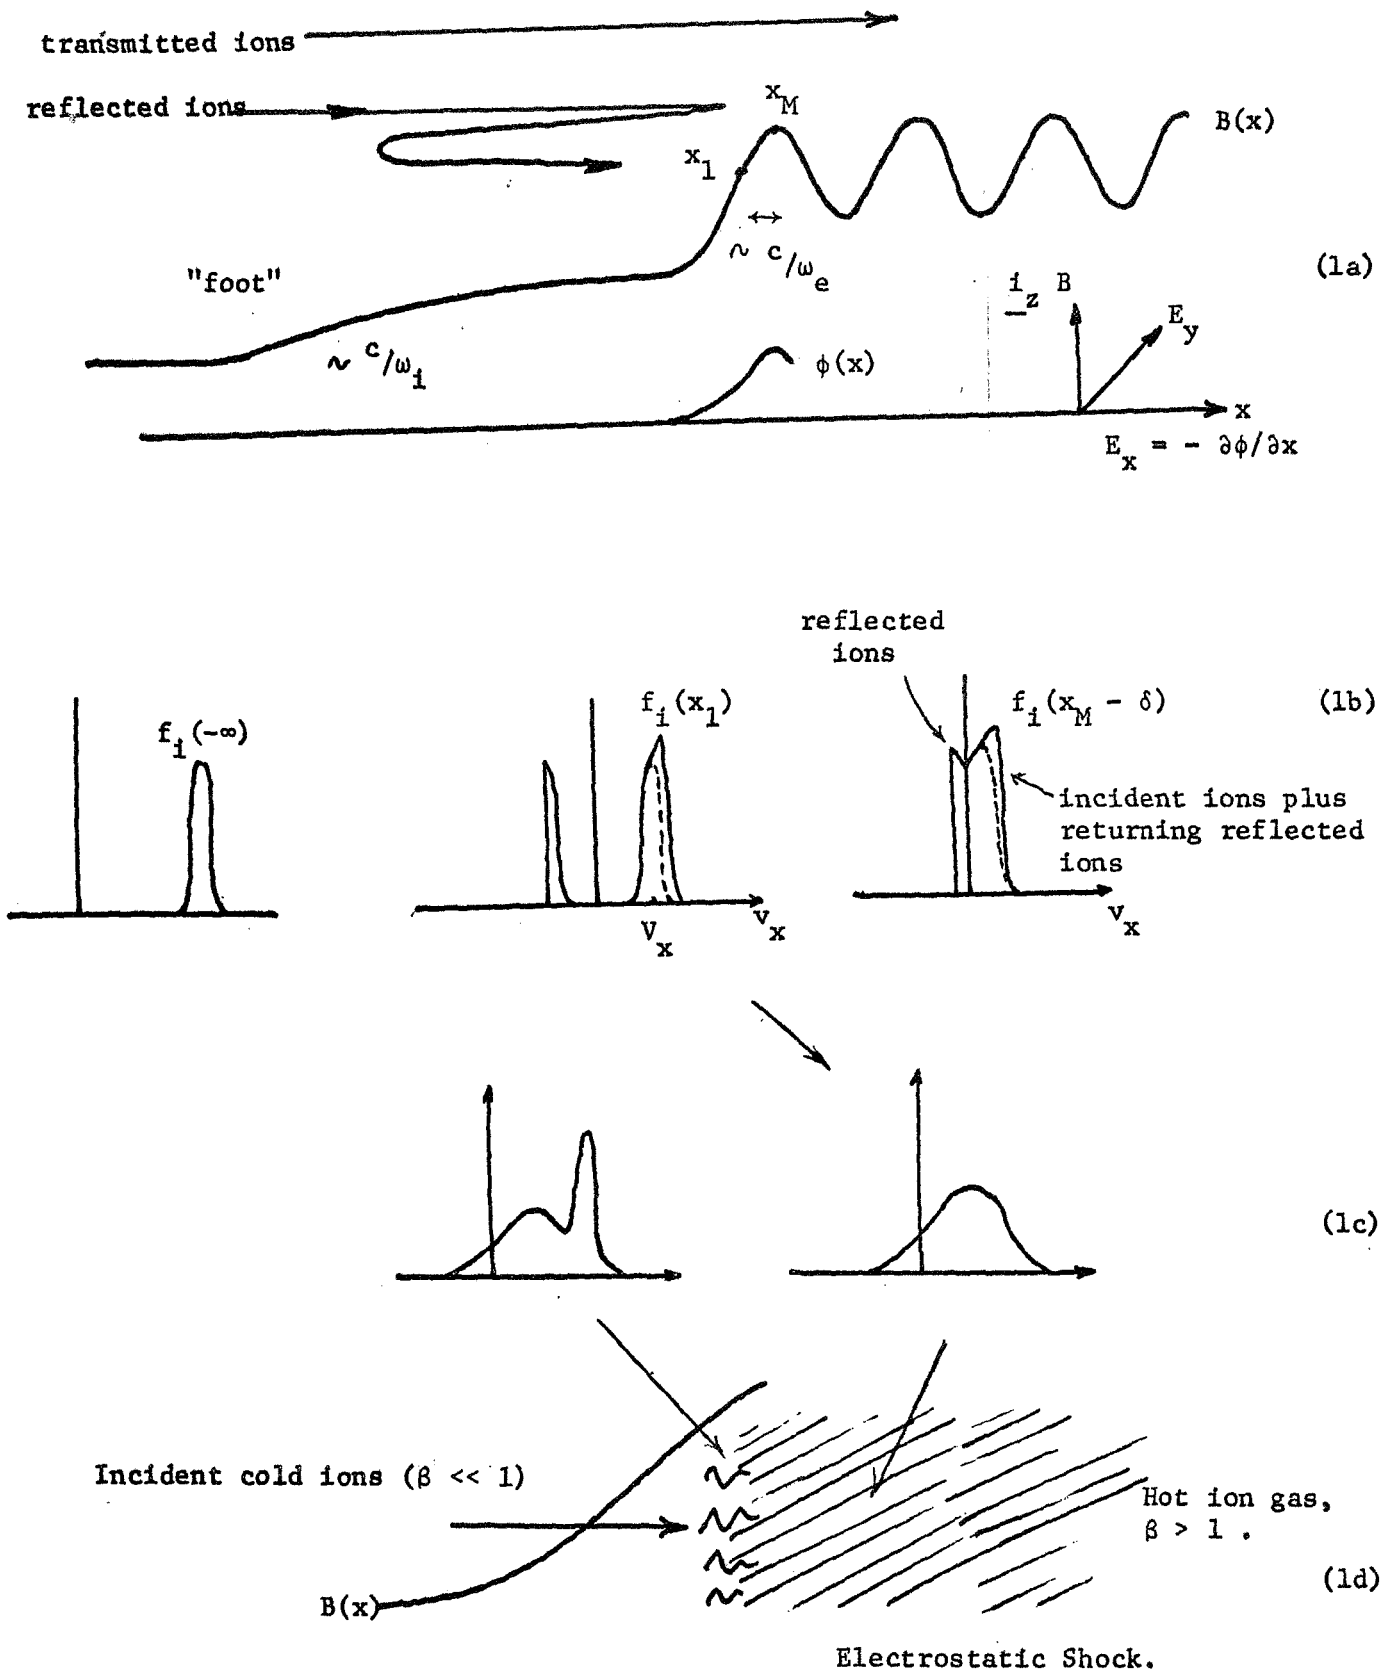 transmitted ions
reflected ions
x_M
B(x)
x_1
~ c/ω_e
"foot"
(1a)
i_z B
E_y
~ c/ω_i
φ(x)
x
E_x = - ∂φ/∂x
reflected
ions
f_i(-∞)
f_i(x_1)
f_i(x_M - δ)
(1b)
incident ions plus
returning reflected
ions
V_x
v_x
v_x
(1c)
Incident cold ions (β << 1)
Hot ion gas,
β > 1 .
(1d)
B(x)
Electrostatic Shock.